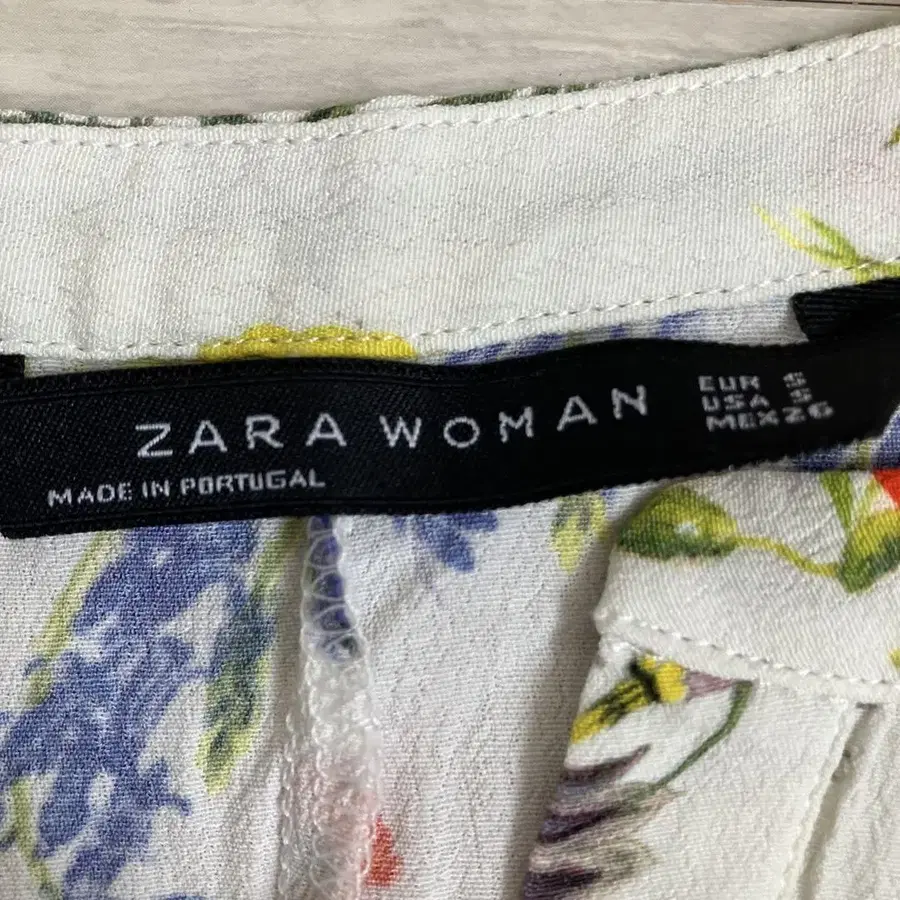 ZARA WOMAN
MADE IN PORTUGAL
EUR S
USA S
MEX 26